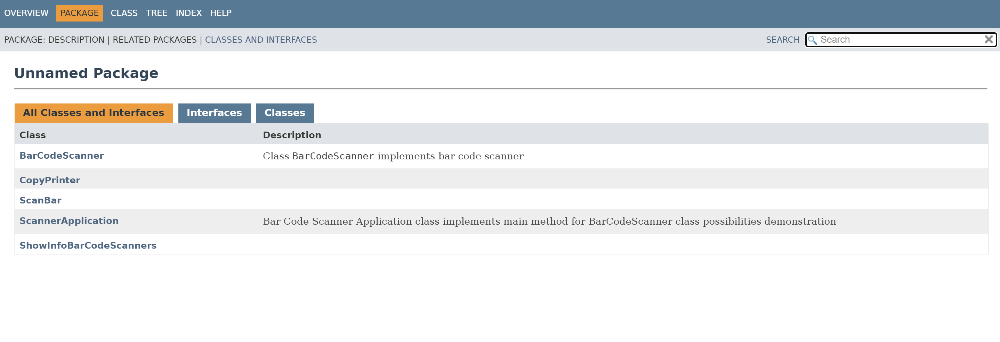 OVERVIEW PACKAGE CLASS TREE INDEX HELP
PACKAGE: DESCRIPTION | RELATED PACKAGES | CLASSES AND INTERFACES SEARCH Search
Unnamed Package
All Classes and Interfaces Interfaces Classes
Class Description
BarCodeScanner Class BarCodeScanner implements bar code scanner
CopyPrinter
ScanBar
ScannerApplication Bar Code Scanner Application class implements main method for BarCodeScanner class possibilities demonstration
ShowInfoBarCodeScanners